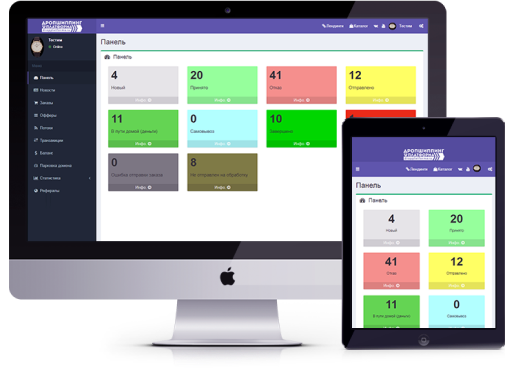 ДРОПШИППИНГ
ПЛАТФОРМА
Лендинги
Каталог
Тестим
Тестим
Online
Меню
Панель
Новости
Заказы
Офферы
Потоки
Транзакции
Баланс
Парковка домена
Статистика
Рефералы
Панель
Панель
4
Новый
Инфо
20
Принято
Инфо
41
Отказ
Инфо
12
Отправлено
Инфо
11
В пути домой (деньги)
Инфо
0
Самовывоз
Инфо
10
Завершено
Инфо
0
Ошибка отправки заказа
Инфо
8
Не отправлен на обработку
Инфо
ДРОПШИППИНГ
ПЛАТФОРМА
Лендинги
Каталог
Панель
Панель
4
Новый
Инфо
20
Принято
Инфо
41
Отказ
Инфо
12
Отправлено
Инфо
11
В пути домой (деньги)
Инфо
0
Самовывоз
Инфо